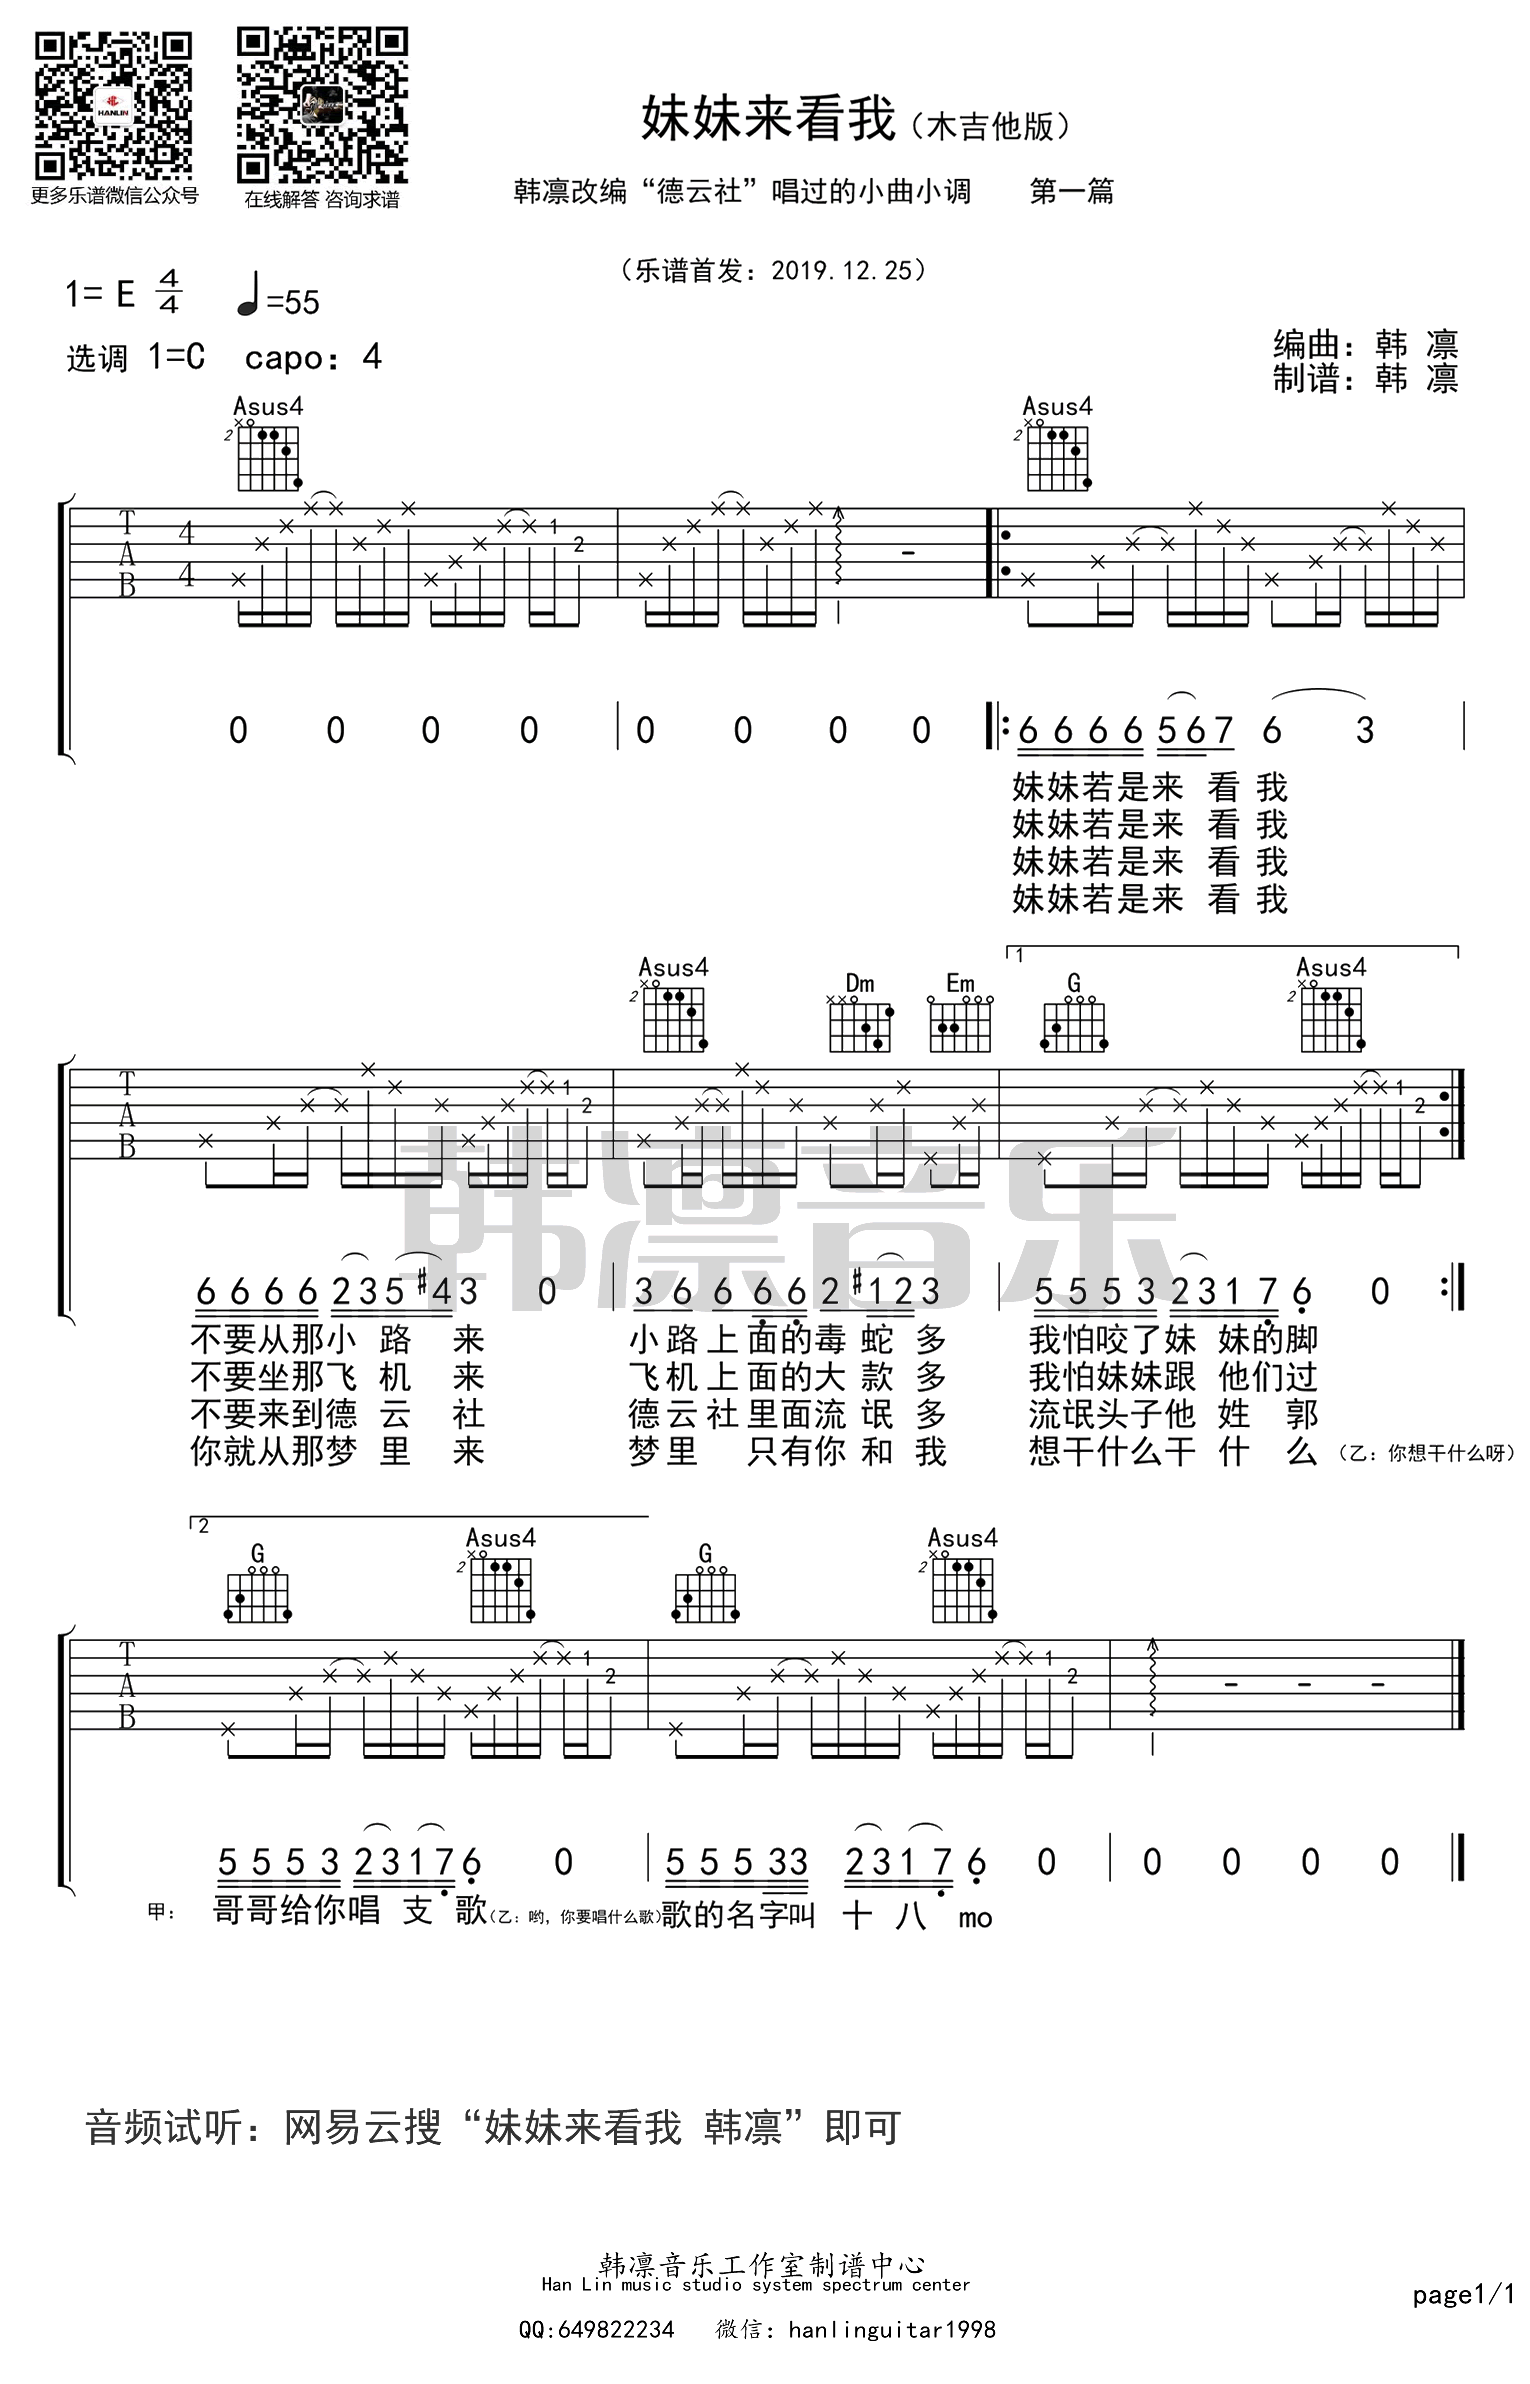 更多乐谱微信公众号
在线解答 咨询求谱
HANLIN
妹妹来看我（木吉他版）
韩凛改编“德云社”唱过的小曲小调 第一篇
（乐谱首发：2019.12.25）
1= E 4/4 ♩=55
选调 1=C capo：4
编曲：韩 凛
制谱：韩 凛
Asus4 Asus4
2 2
T A B 4 4 1 2
0 0 0 0 | 0 0 0 0 ‖: 6 6 6 6 5 6 7 6 3 |
妹妹若是来 看 我
妹妹若是来 看 我
妹妹若是来 看 我
妹妹若是来 看 我
1
Asus4 Dm Em G Asus4
2 2
T A B 1 2 1 2
6 6 6 6 2 3 5 #4 3 0 | 3 6 6 6 6 2 #1 2 3 | 5 5 5 3 2 3 1 7 6 0 :‖
不要从那小 路 来 小路上面的毒 蛇 多 我怕咬了妹 妹的脚
不要坐那飞 机 来 飞机上面的大 款 多 我怕妹妹跟 他们过
不要来到德 云 社 德云社里面流 氓 多 流氓头子他 姓 郭
你就从那梦 里 来 梦里 只有你 和 我 想干什么干 什 么（乙：你想干什么呀）
2
G Asus4 G Asus4
2 2
T A B 1 2 1 2
5 5 5 3 2 3 1 7 6 0 | 5 5 5 3 3 2 3 1 7 6 0 | 0 0 0 0 ‖
甲： 哥哥给你唱 支 歌（乙：哟，你要唱什么歌）歌的名字叫 十 八 mo
韩凛音乐
音频试听：网易云搜“妹妹来看我 韩凛”即可
韩凛音乐工作室制谱中心
Han Lin music studio system spectrum center
page1/1
QQ:649822234 微信：hanlinguitar1998